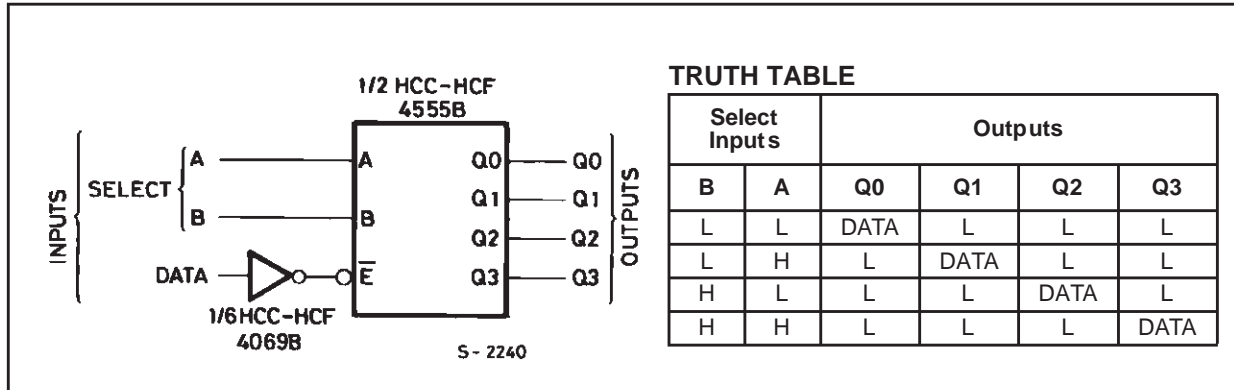 1/2 HCC-HCF
4555B
INPUTS
SELECT
A
B
DATA
A
B
E̅
Q0
Q1
Q2
Q3
Q0
Q1
Q2
Q3
OUTPUTS
1/6 HCC-HCF
4069B
S-2240
TRUTH TABLE
Select Inputs Outputs
B A Q0 Q1 Q2 Q3
L L DATA L L L
L H L DATA L L
H L L L DATA L
H H L L L DATA